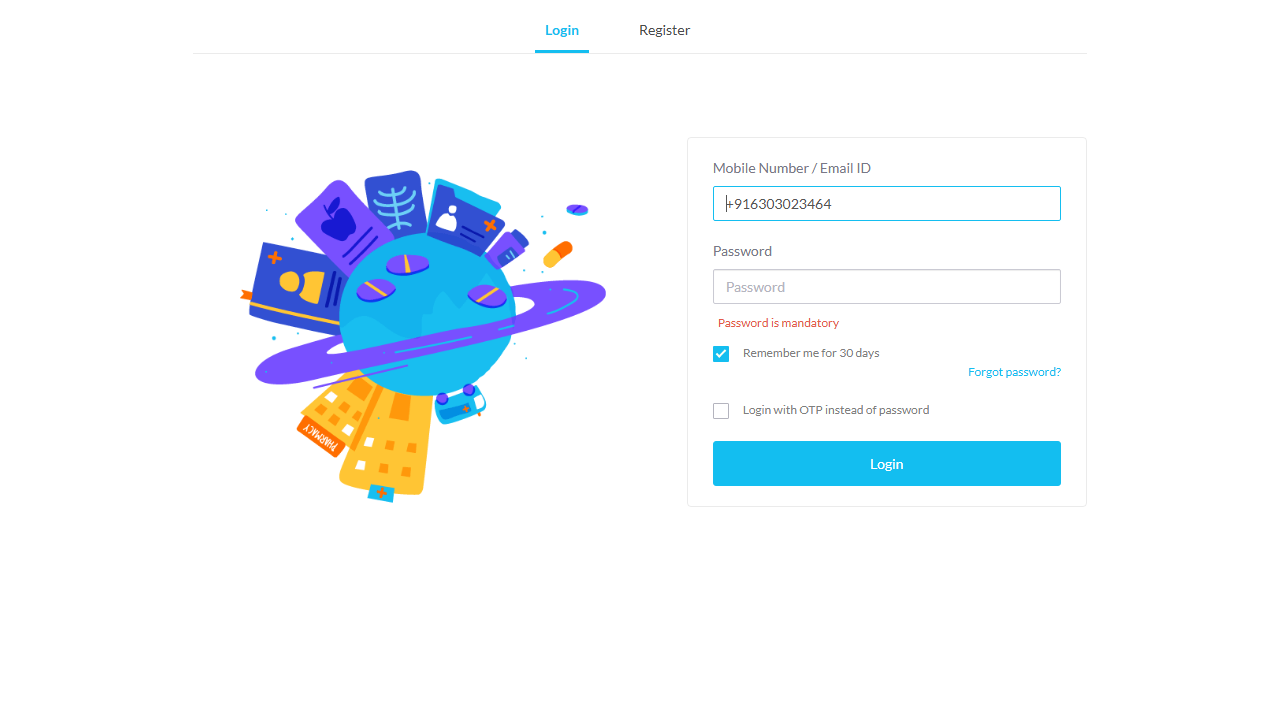 Login
Register
PHARMACY
Mobile Number / Email ID
+916303023464
Password
Password
Password is mandatory
Remember me for 30 days
Forgot password?
Login with OTP instead of password
Login